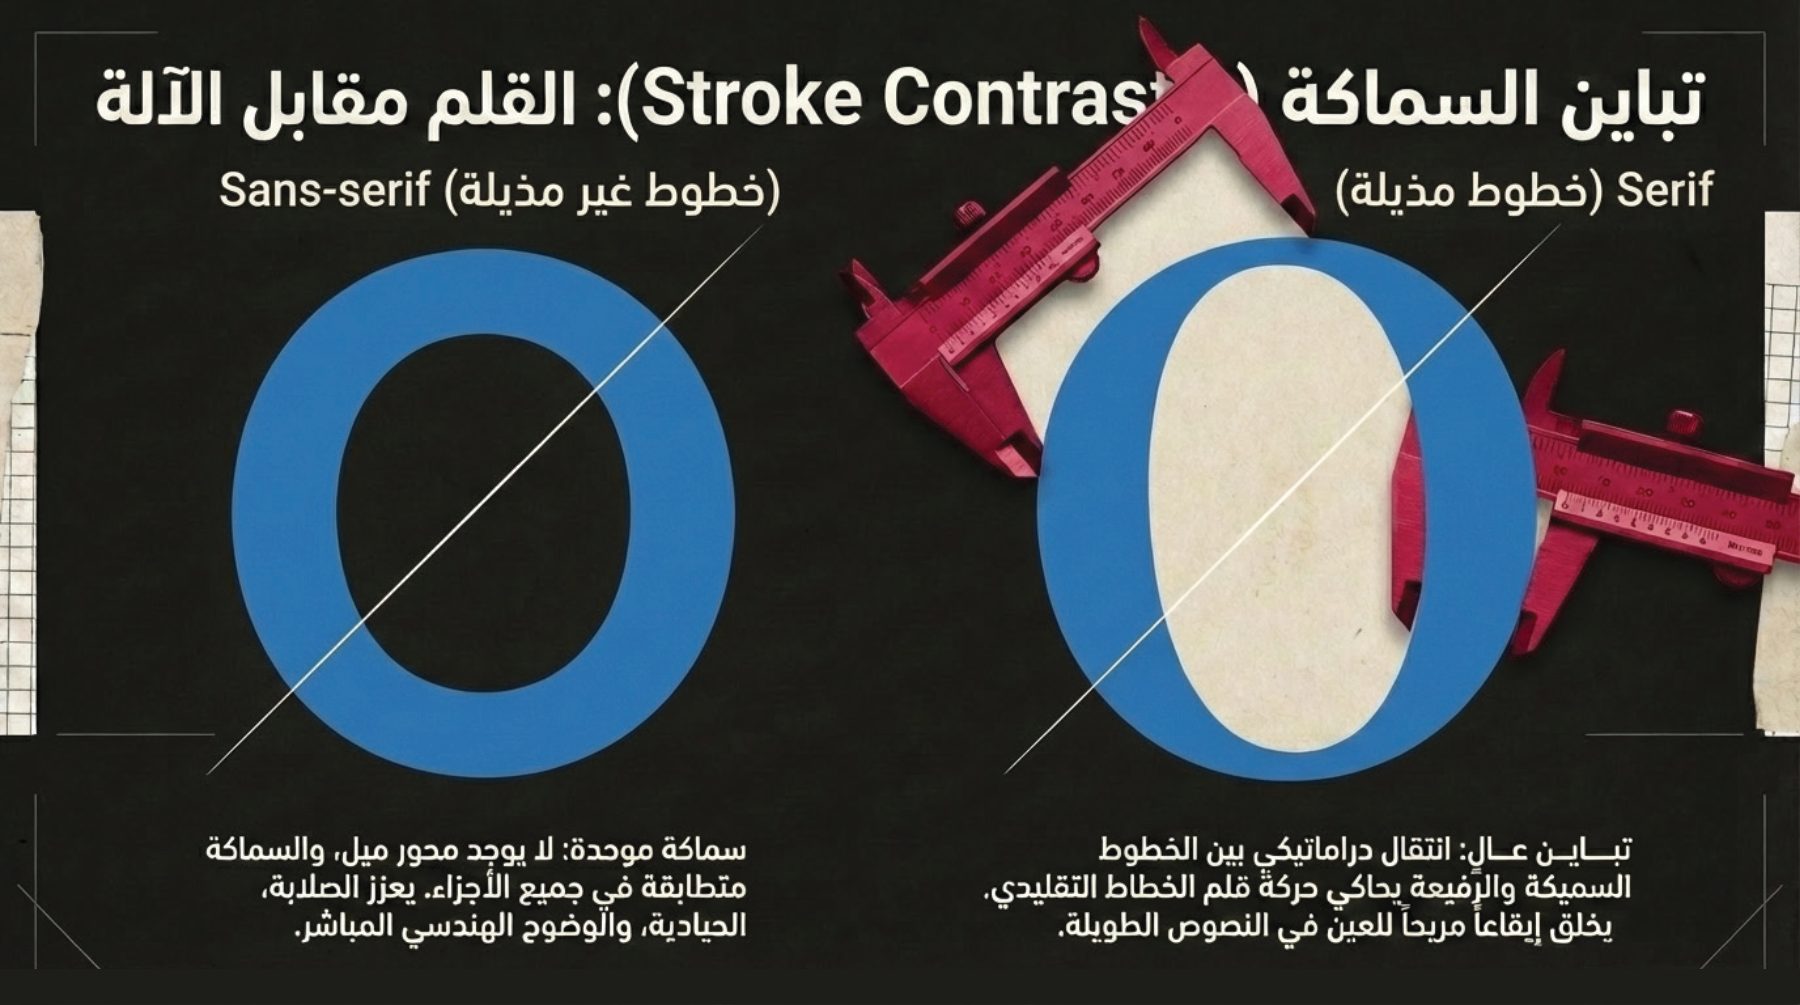 تباين السماكة (Stroke Contrast): القلم مقابل الآلة
Serif (خطوط مذيلة)
تبـــايــن عــالٍ: انتقال دراماتيكي بين الخطوط
السميكة والرفيعة يحاكي حركة قلم الخطاط التقليدي.
يخلق إيقاعاً مريحاً للعين في النصوص الطويلة.
Sans-serif (خطوط غير مذيلة)
سماكة موحدة: لا يوجد محور ميل، والسماكة
متطابقة في جميع الأجزاء. يعزز الصلابة،
الحيادية، والوضوح الهندسي المباشر.